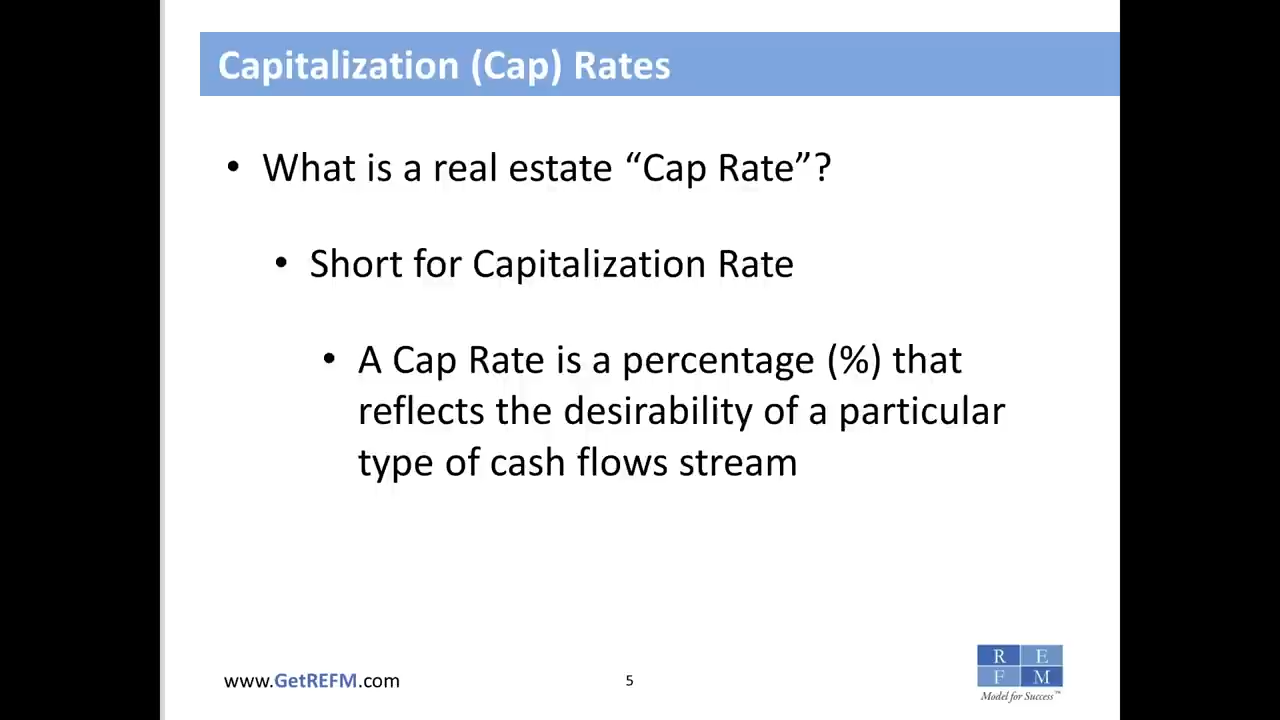 Capitalization (Cap) Rates
• What is a real estate “Cap Rate”?
• Short for Capitalization Rate
• A Cap Rate is a percentage (%) that
reflects the desirability of a particular
type of cash flows stream
www.GetREFM.com
5
R E
F M
Model for Success™